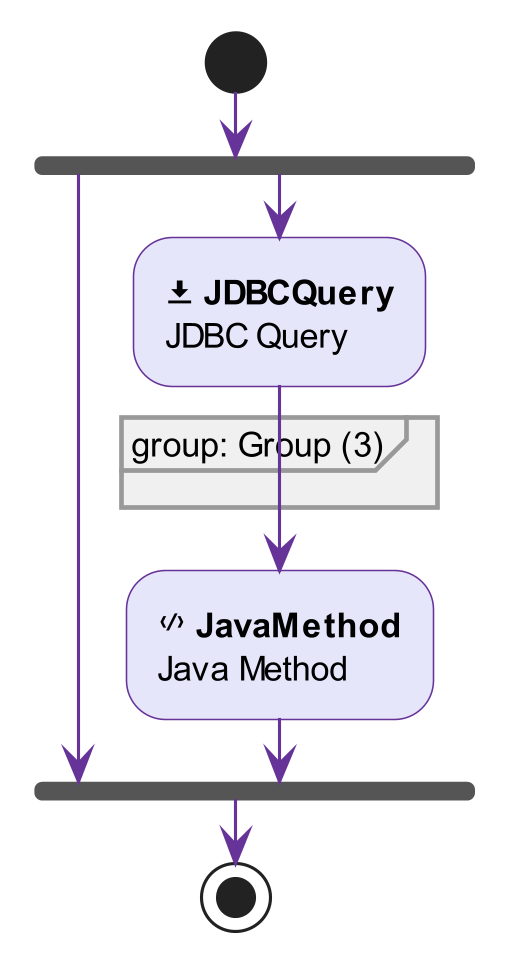 JDBCQuery
JDBC Query
group: Group (3)
JavaMethod
Java Method